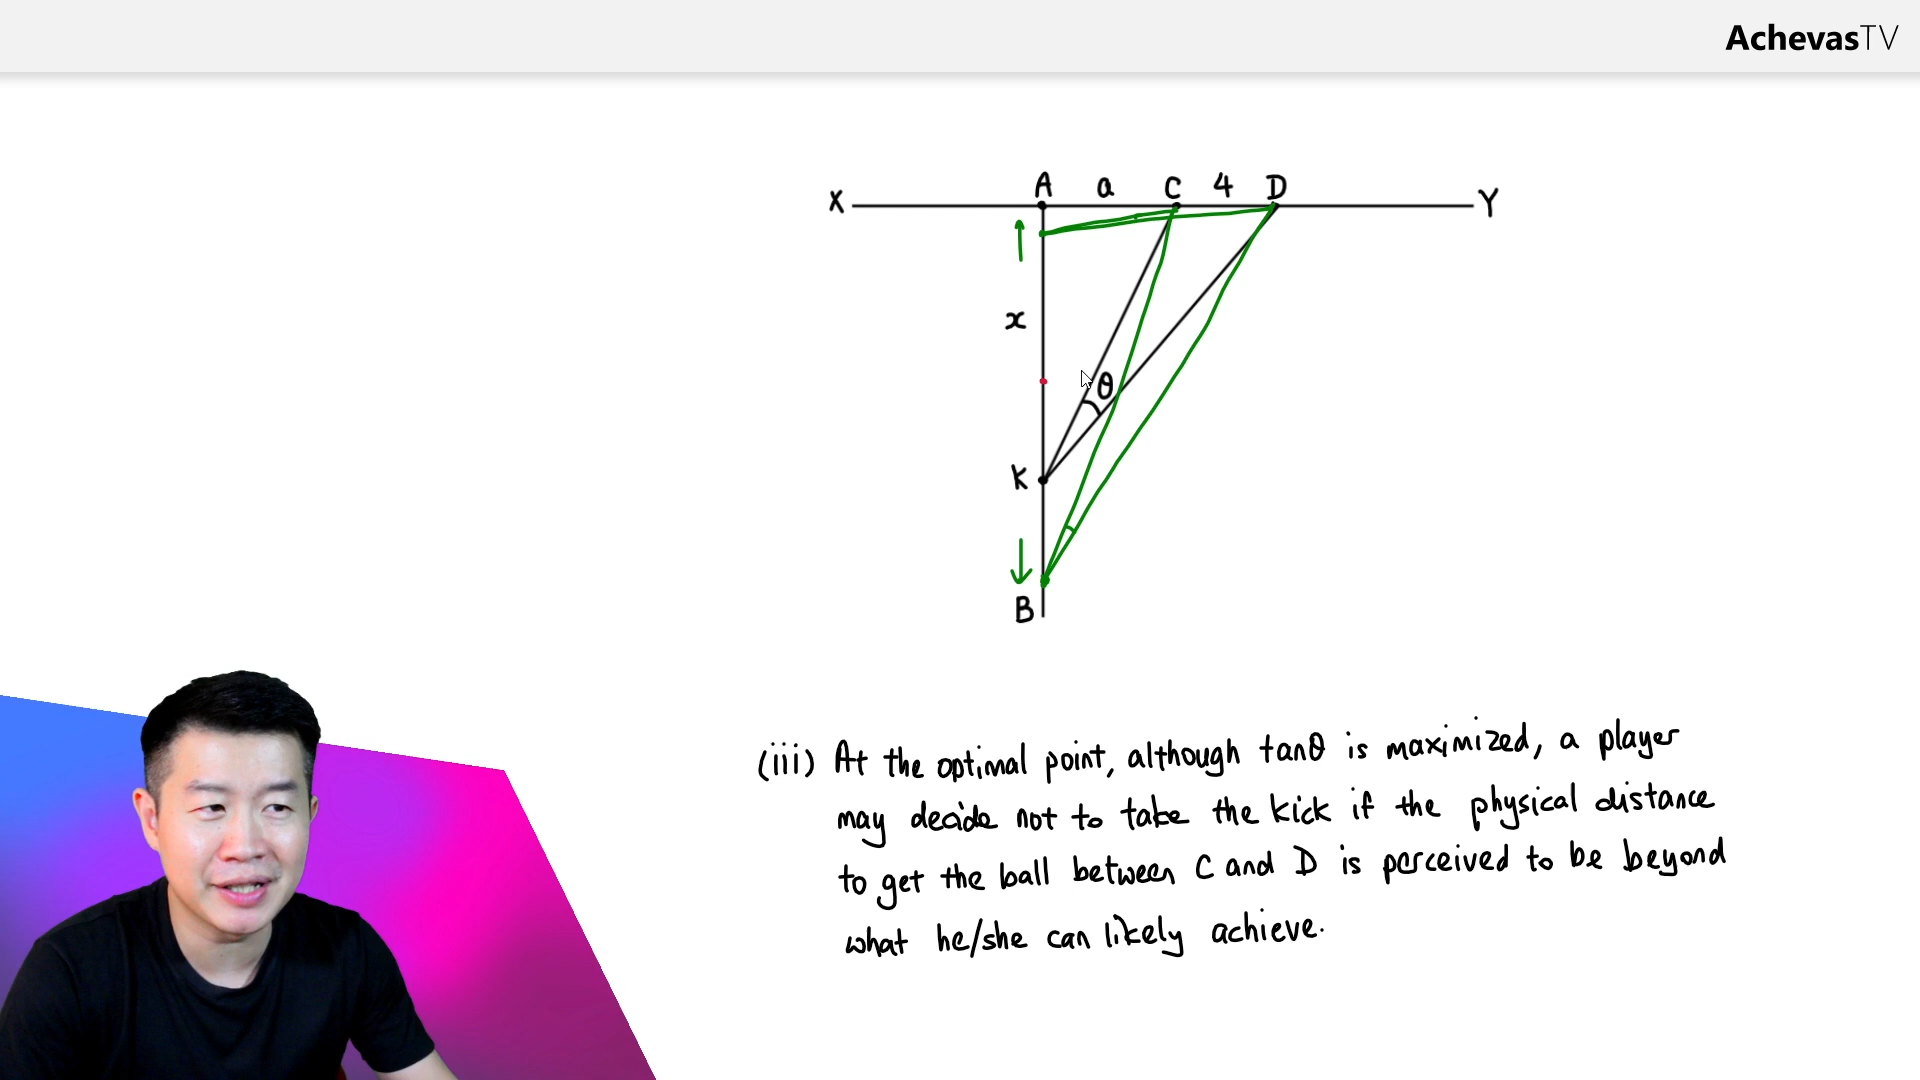 AchevasTV
X A a C 4 D Y
x
θ
K
B
(iii) At the optimal point, although tanθ is maximized, a player
may decide not to take the kick if the physical distance
to get the ball between C and D is perceived to be beyond
what he/she can likely achieve.